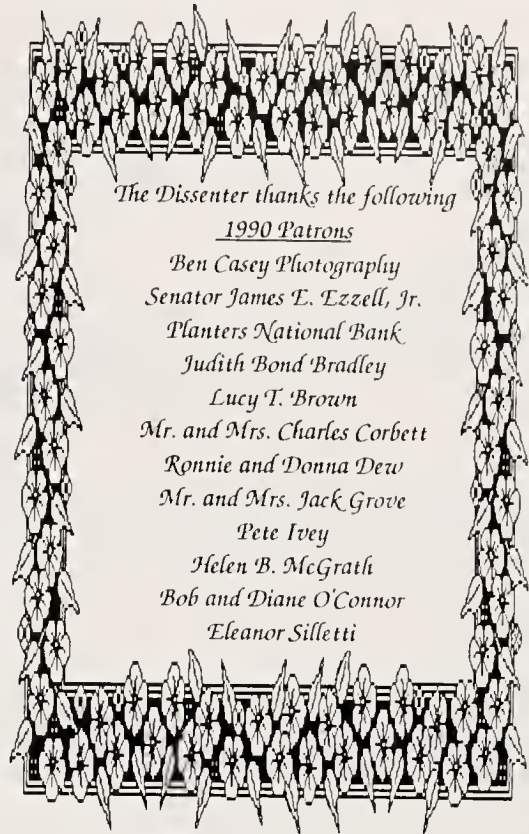 The Dissenter thanks the following
1990 Patrons
Ben Casey Photography
Senator James E. Ezzell, Jr.
Planters National Bank
Judith Bond Bradley
Lucy T. Brown
Mr. and Mrs. Charles Corbett
Ronnie and Donna Dew
Mr. and Mrs. Jack Grove
Pete Ivey
Helen B. McGrath
Bob and Diane O'Connor
Eleanor Silletti